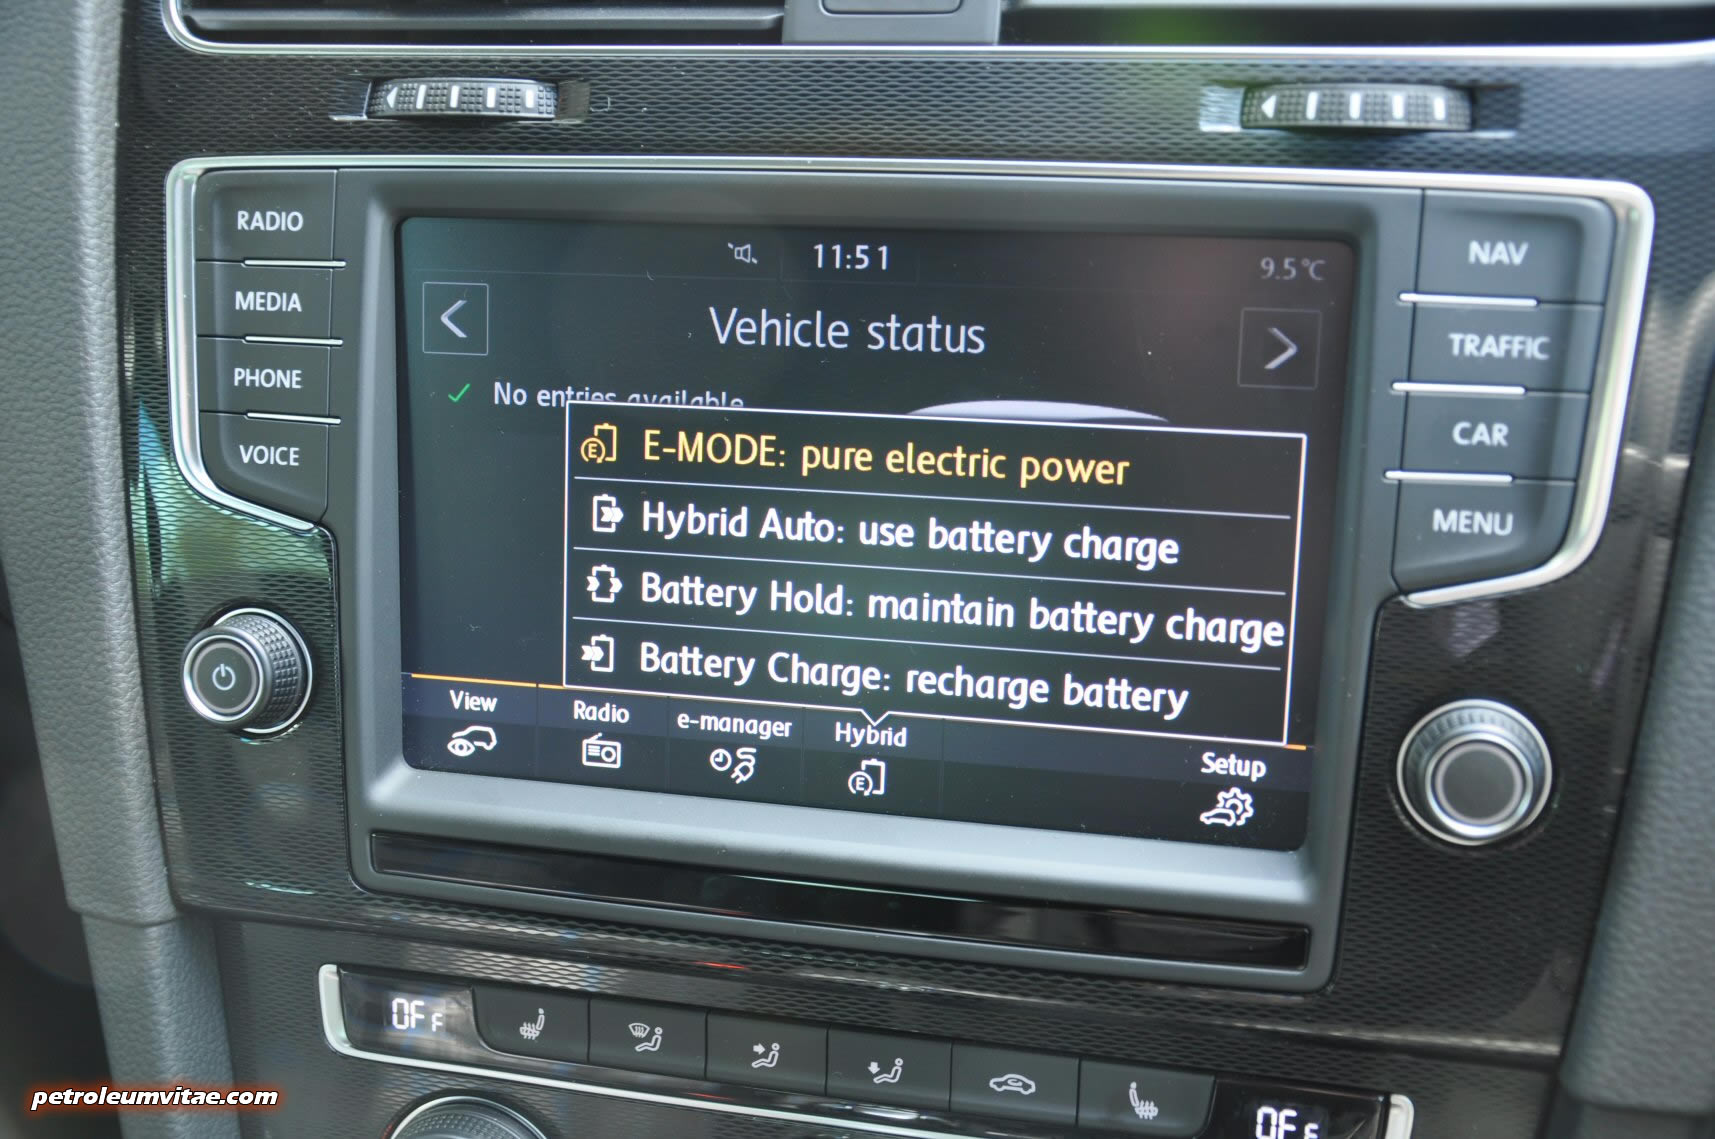 RADIO
MEDIA
PHONE
VOICE
NAV
TRAFFIC
CAR
MENU
11:51
9.5°C
Vehicle status
No entries available
E-MODE: pure electric power
Hybrid Auto: use battery charge
Battery Hold: maintain battery charge
Battery Charge: recharge battery
View
Radio
e-manager
Hybrid
Setup
OFF
OFF
petroleumvitae.com